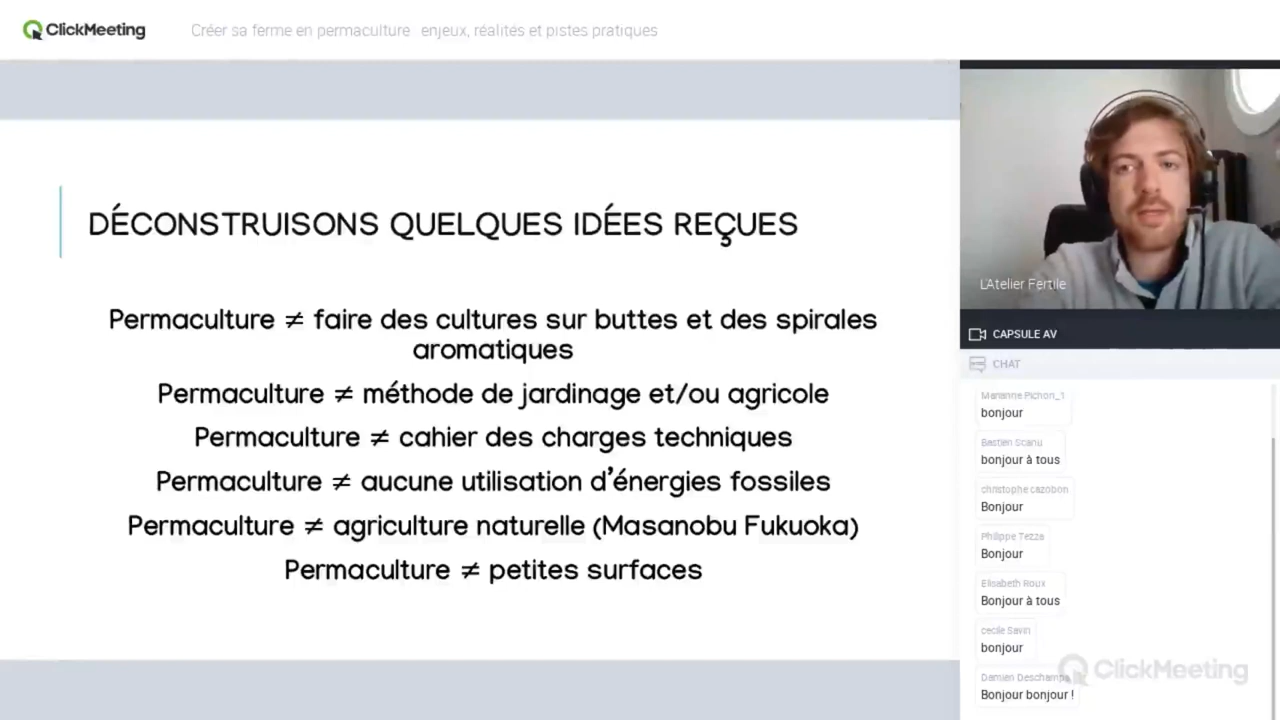 ClickMeeting
Créer sa ferme en permaculture enjeux, réalités et pistes pratiques
DÉCONSTRUISONS QUELQUES IDÉES REÇUES
Permaculture ≠ faire des cultures sur buttes et des spirales
aromatiques
Permaculture ≠ méthode de jardinage et/ou agricole
Permaculture ≠ cahier des charges techniques
Permaculture ≠ aucune utilisation d'énergies fossiles
Permaculture ≠ agriculture naturelle (Masanobu Fukuoka)
Permaculture ≠ petites surfaces
L'Atelier Fertile
CAPSULE AV
CHAT
Marianne Pichon_1
bonjour
Bastien Scanu
bonjour à tous
christophe cazobon
Bonjour
Philippe Tezza
Bonjour
Elisabeth Roux
Bonjour à tous
cecile Savin
bonjour
Damien Deschamps
Bonjour bonjour !
ClickMeeting